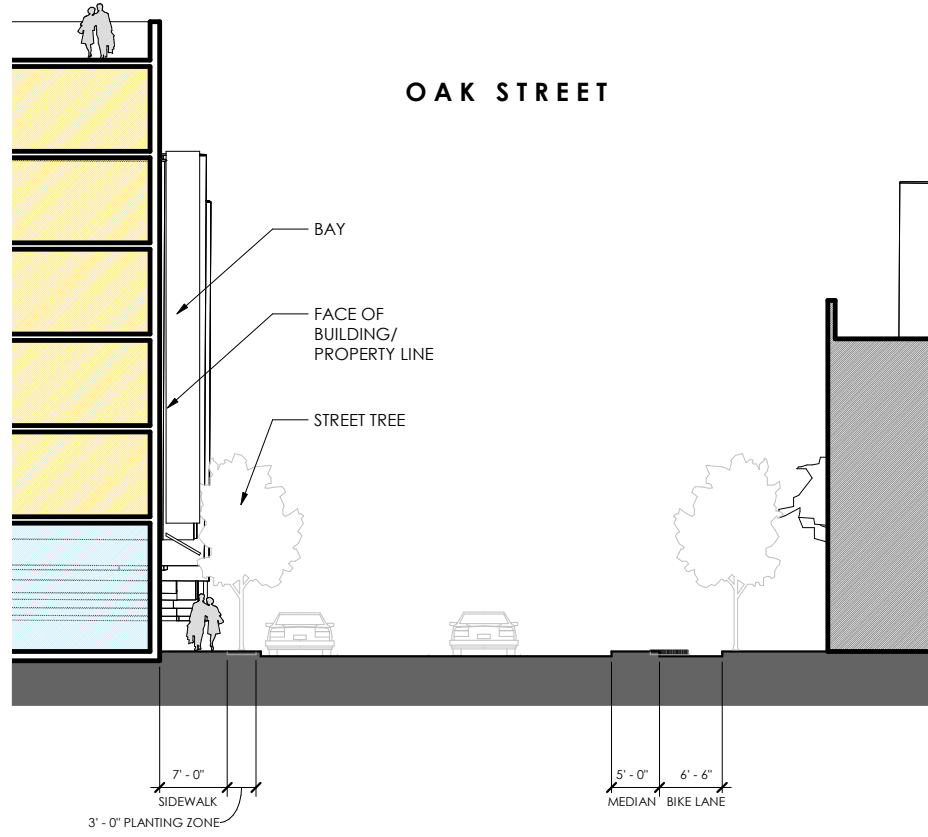 OAK STREET
BAY
FACE OF
BUILDING/
PROPERTY LINE
STREET TREE
7' - 0"
5' - 0"
6' - 6"
SIDEWALK
MEDIAN
BIKE LANE
3' - 0" PLANTING ZONE